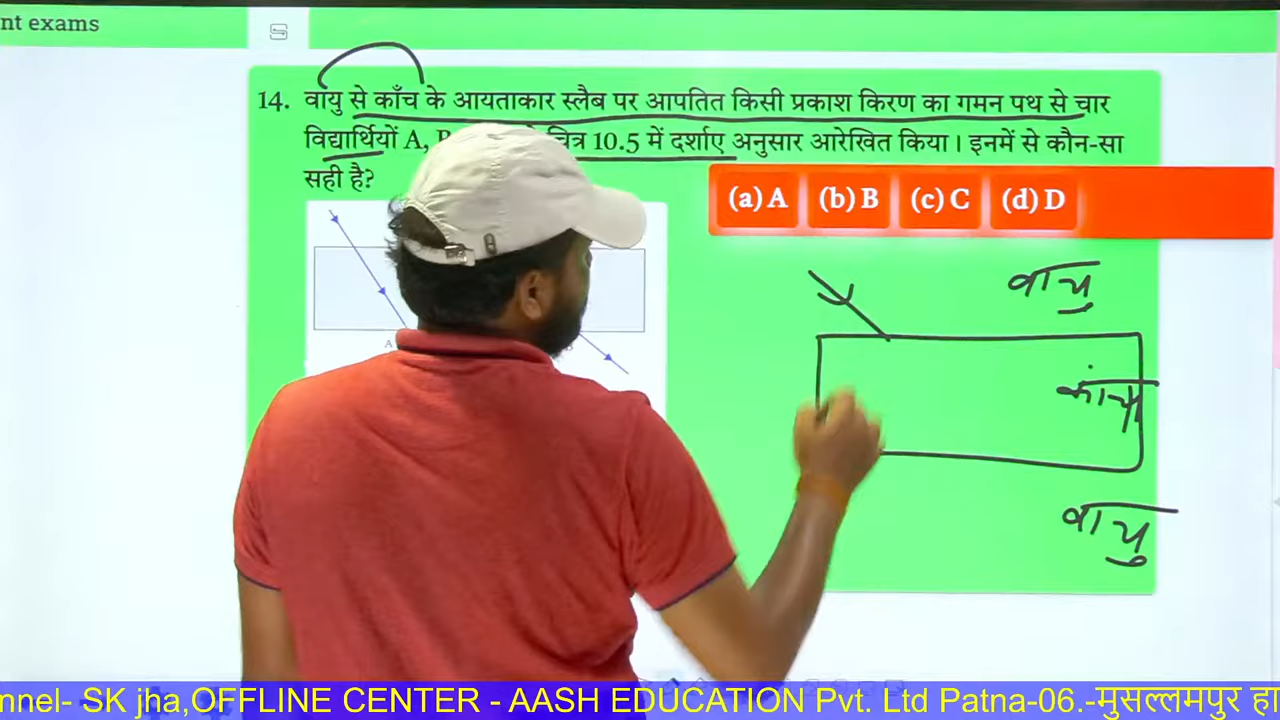 nt exams
14. वायु से काँच के आयताकार स्लैब पर आपतित किसी प्रकाश किरण का गमन पथ से चार
विद्यार्थियों A, चित्र 10.5 में दर्शाए अनुसार आरेखित किया। इनमें से कौन-सा
सही है?
(a) A (b) B (c) C (d) D
वायु
A
B
वायु
nnel- SK jha,OFFLINE CENTER - AASH EDUCATION Pvt. Ltd Patna-06.-मुसल्लमपुर हा